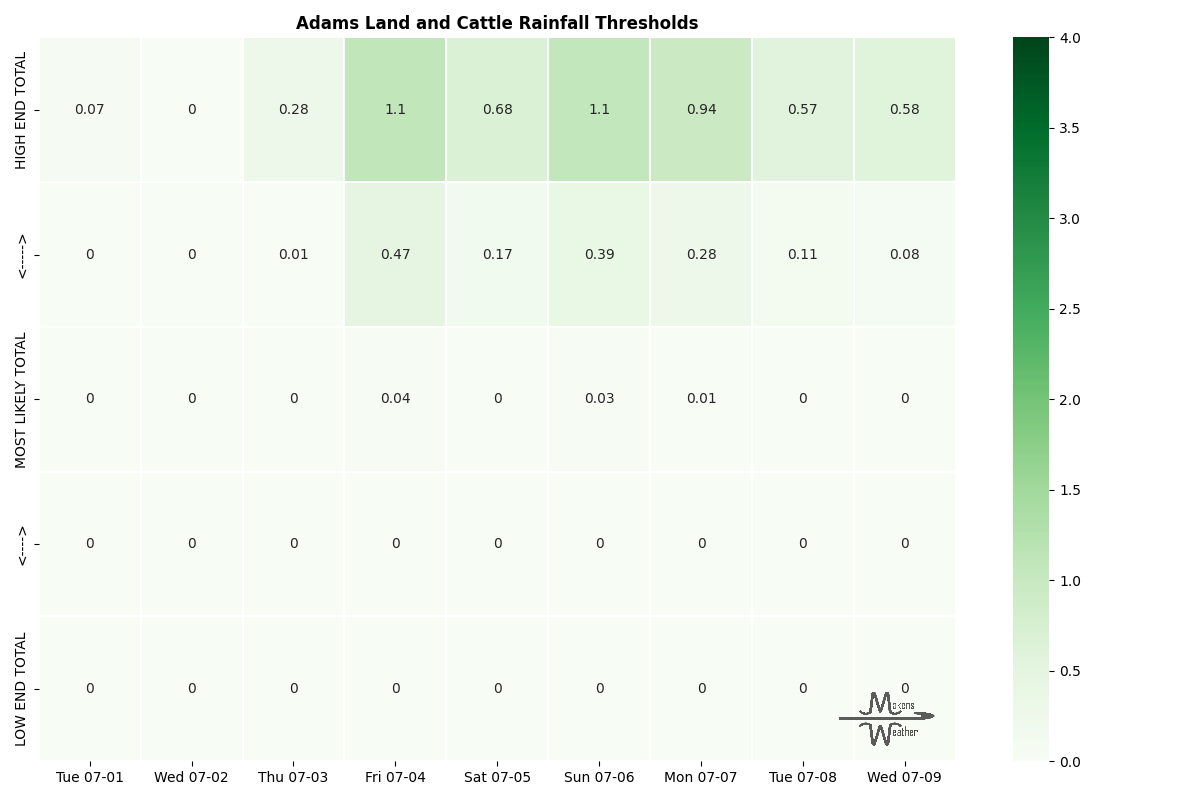 Adams Land and Cattle Rainfall Thresholds
HIGH END TOTAL
0.07 0 0.28 1.1 0.68 1.1 0.94 0.57 0.58
<----->
0 0 0.01 0.47 0.17 0.39 0.28 0.11 0.08
MOST LIKELY TOTAL
0 0 0 0.04 0 0.03 0.01 0 0
<---->
0 0 0 0 0 0 0 0 0
LOW END TOTAL
0 0 0 0 0 0 0 0 0
Makens
Weather
Tue 07-01 Wed 07-02 Thu 07-03 Fri 07-04 Sat 07-05 Sun 07-06 Mon 07-07 Tue 07-08 Wed 07-09
4.0
3.5
3.0
2.5
2.0
1.5
1.0
0.5
0.0